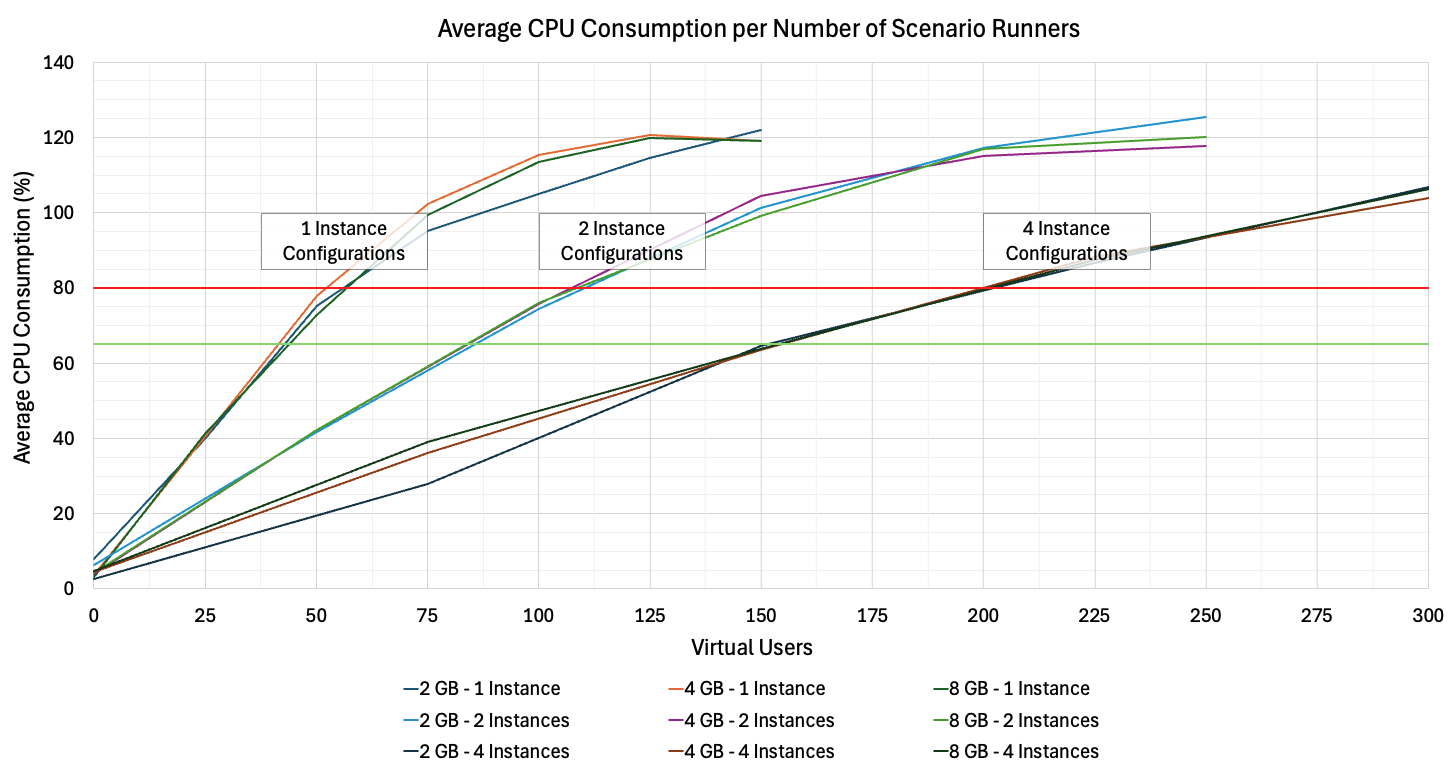 Average CPU Consumption per Number of Scenario Runners
Average CPU Consumption (%)
140
120
100
80
60
40
20
0
1 Instance
Configurations
2 Instance
Configurations
4 Instance
Configurations
0 25 50 75 100 125 150 175 200 225 250 275 300
Virtual Users
2 GB - 1 Instance 4 GB - 1 Instance 8 GB - 1 Instance
2 GB - 2 Instances 4 GB - 2 Instances 8 GB - 2 Instances
2 GB - 4 Instances 4 GB - 4 Instances 8 GB - 4 Instances